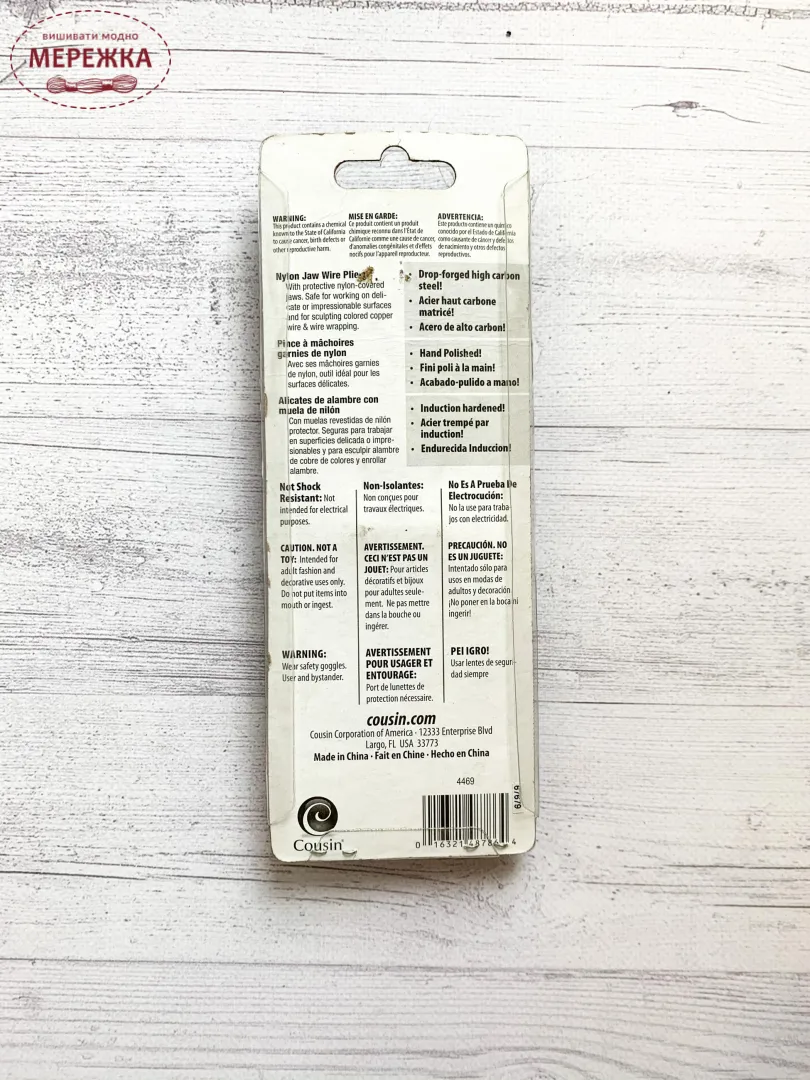 вишивати модно
МЕРЕЖКА
WARNING:
This product contains a chemical
known to the State of California
to cause cancer, birth defects or
other reproductive harm.
MISE EN GARDE:
Ce produit contient un produit
chimique reconnu dans l'État de
Californie comme une cause de cancer,
d'anomalies congénitales et d'effets
nocifs pour l'appareil reproducteur.
ADVERTENCIA:
Este producto contiene un químico
conocido por el Estado de California
como causante de cáncer y defectos
de nacimiento y otros defectos
reproductivos.
Nylon Jaw Wire Pliers
With protective nylon-covered
jaws. Safe for working on deli-
cate or impressionable surfaces
and for sculpting colored copper
wire & wire wrapping.
Pince à mâchoires
garnies de nylon
Avec ses mâchoires garnies
de nylon, outil idéal pour les
surfaces délicates.
Alicates de alambre con
muela de nilón
Con muelas revestidas de nilón
protector. Seguras para trabajar
en superficies delicada o impre-
sionables y para esculpir alambre
de cobre de colores y enrollar
alambre.
• Drop-forged high carbon
steel!
• Acier haut carbone
matricé!
• Acero de alto carbon!
• Hand Polished!
• Fini poli à la main!
• Acabado-pulido a mano!
• Induction hardened!
• Acier trempé par
induction!
• Endurecida Induccion!
Not Shock
Resistant: Not
intended for electrical
purposes.
Non-Isolantes:
Non conçues pour
travaux électriques.
No Es A Prueba De
Electrocución:
No la use para traba-
jos con electricidad.
CAUTION. NOT A
TOY: Intended for
adult fashion and
decorative uses only.
Do not put items into
mouth or ingest.
AVERTISSEMENT.
CECI N'EST PAS UN
JOUET: Pour articles
décoratifs et bijoux
pour adultes seule-
ment. Ne pas mettre
dans la bouche ou
ingérer.
PRECAUCIÓN. NO
ES UN JUGUETE:
Intentado sólo para
usos en modas de
adultos y decoración.
¡No poner en la boca ni
ingerir!
WARNING:
Wear safety goggles.
User and bystander.
AVERTISSEMENT
POUR USAGER ET
ENTOURAGE:
Port de lunettes de
protection nécessaire.
PELIGRO!
Usar lentes de seguri-
dad siempre
cousin.com
Cousin Corporation of America · 12333 Enterprise Blvd
Largo, FL USA 33773
Made in China · Fait en Chine · Hecho en China
4469
Cousin
0 16321 48786 4